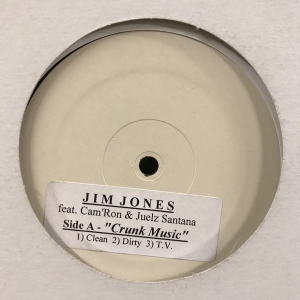 JIM JONES
feat. Cam'Ron & Juelz Santana
Side A - "Crunk Music"
1) Clean 2) Dirty 3) T.V.